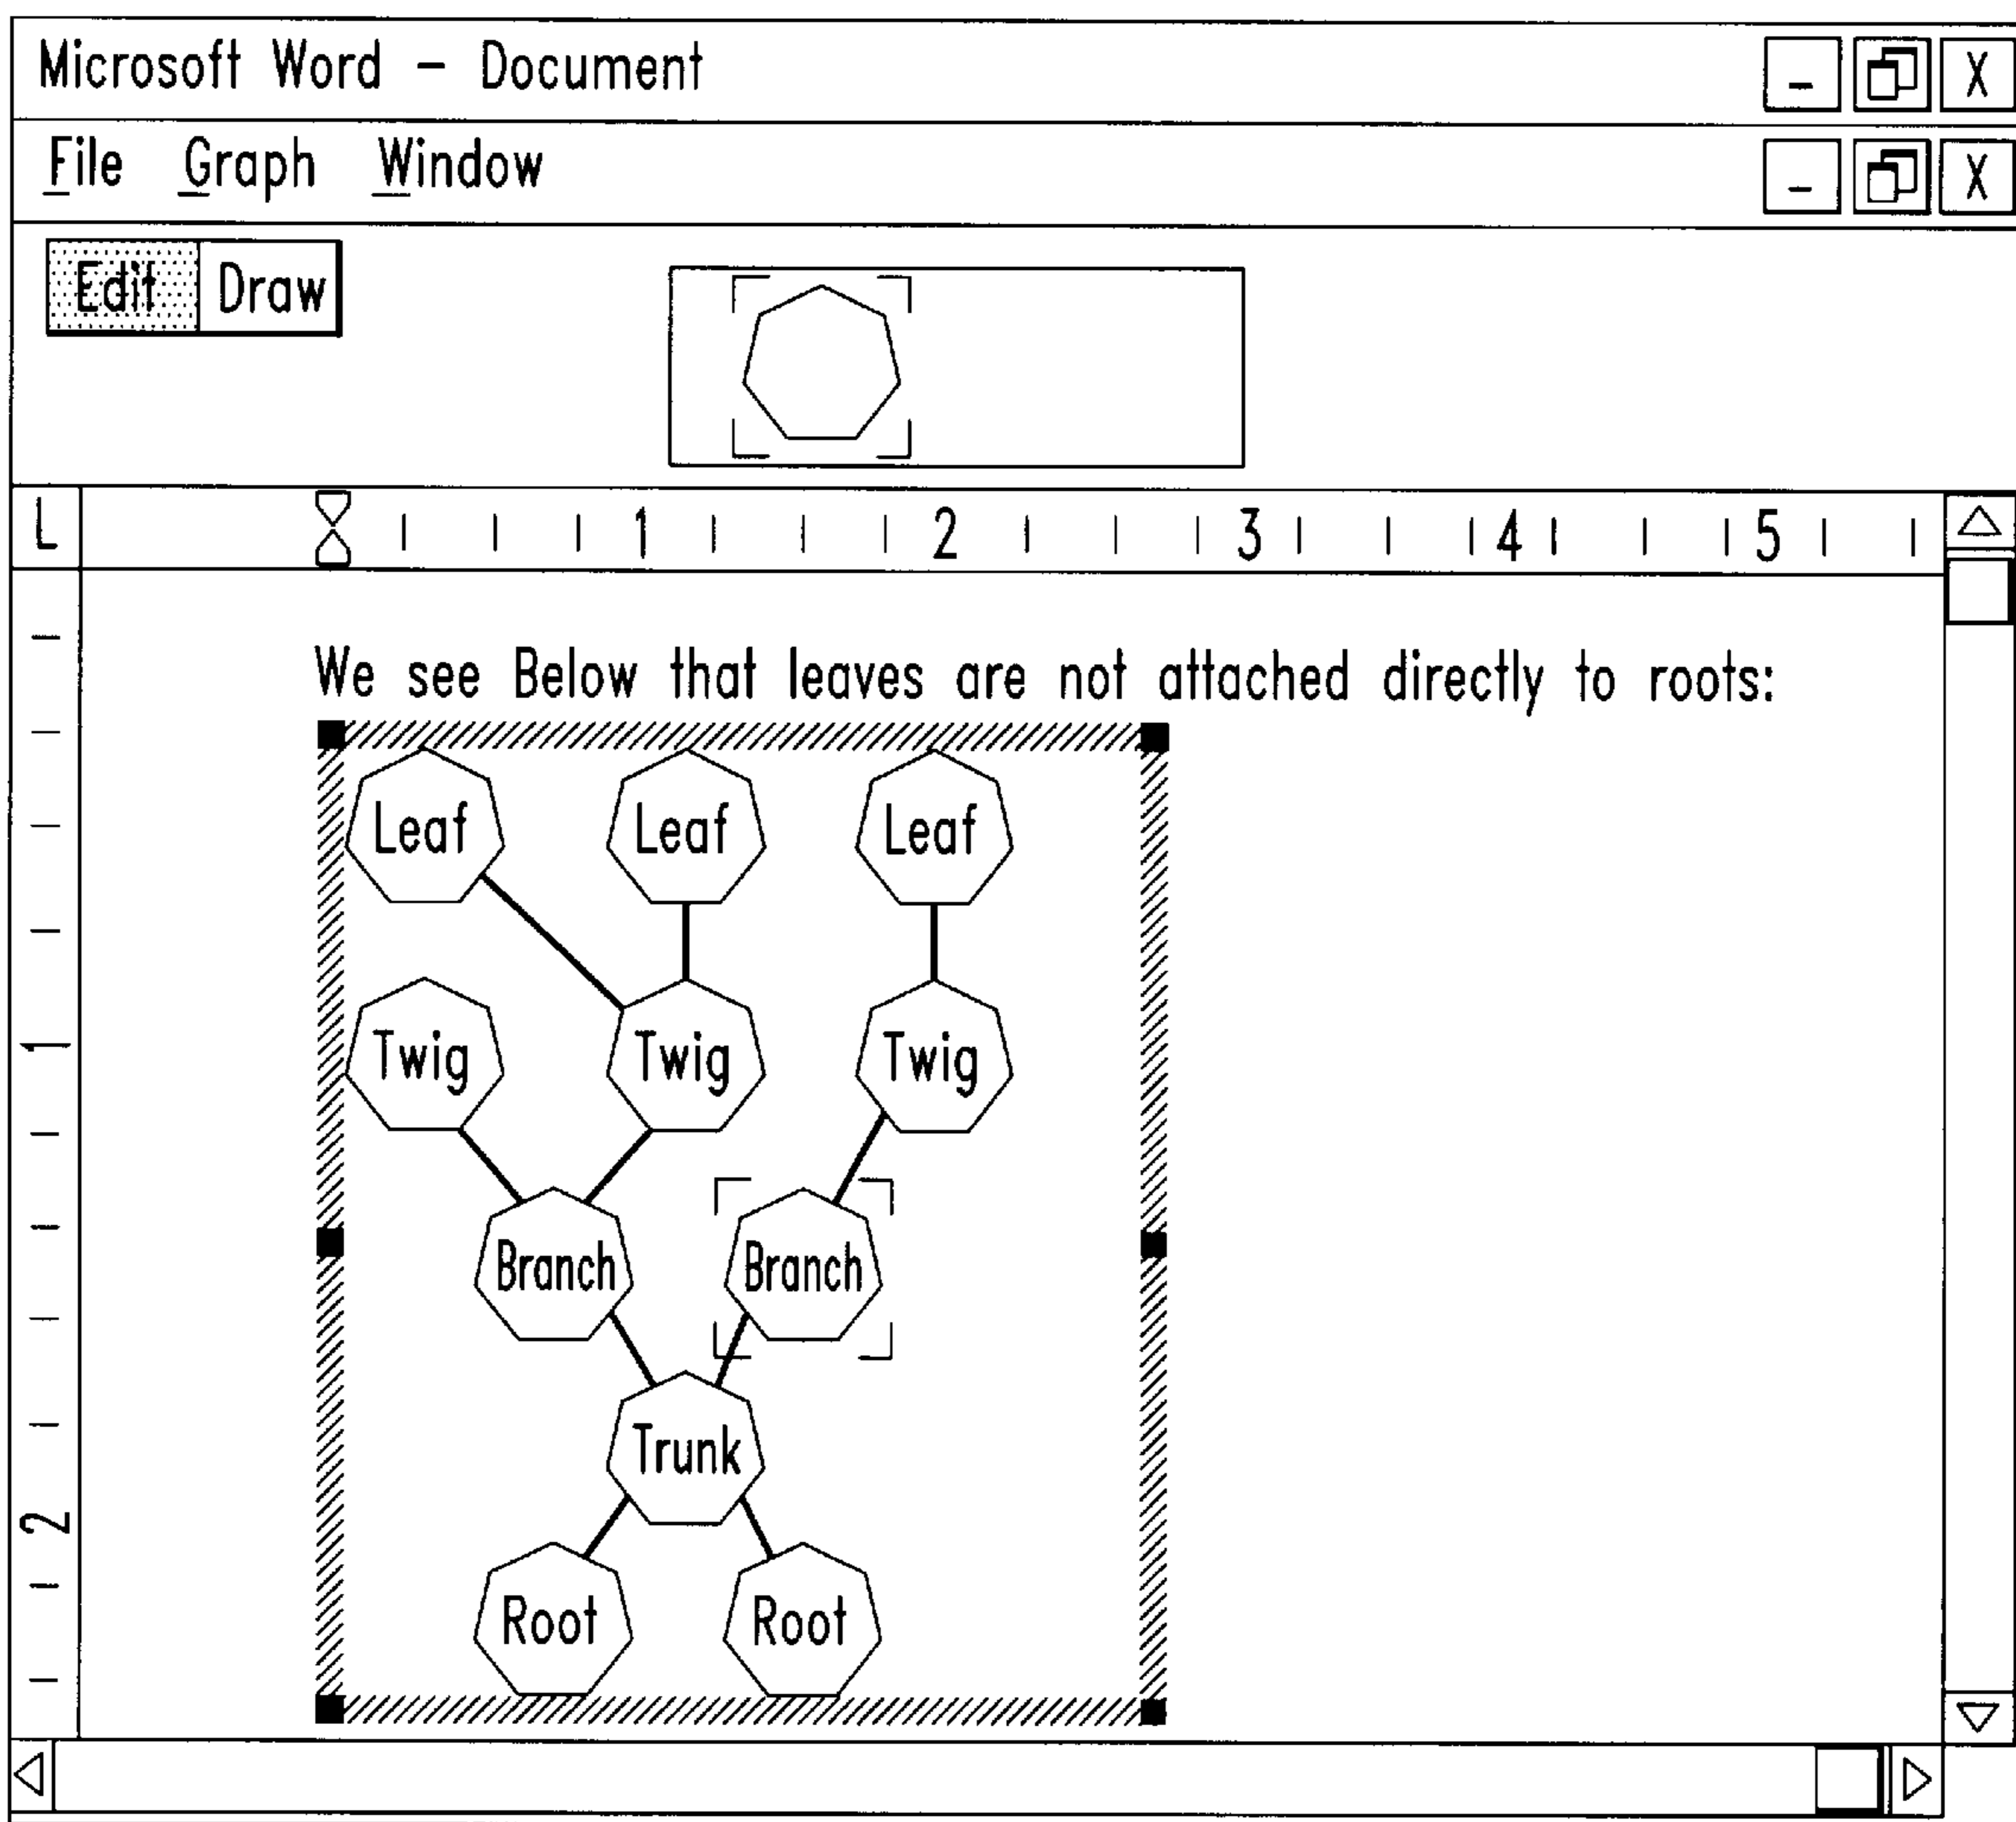 Microsoft Word - Document
_ X
File Graph Window
_ X
Edit Draw
L 1 2 3 4 5
We see Below that leaves are not attached directly to roots:
Leaf Leaf Leaf
1
Twig Twig Twig
Branch Branch
Trunk
2
Root Root